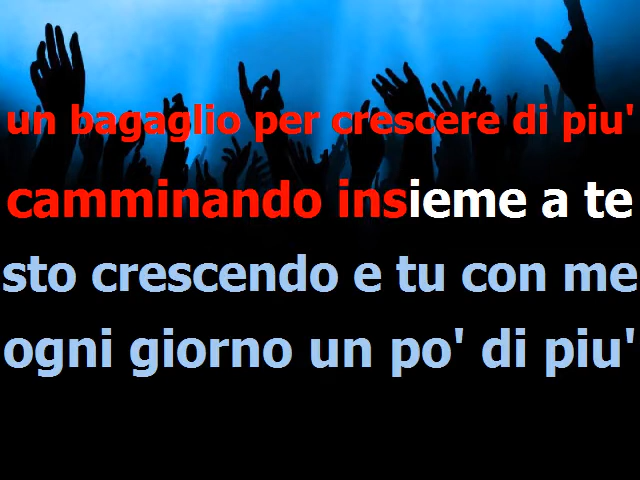 un bagaglio per crescere di piu'
camminando insieme a te
sto crescendo e tu con me
ogni giorno un po' di piu'